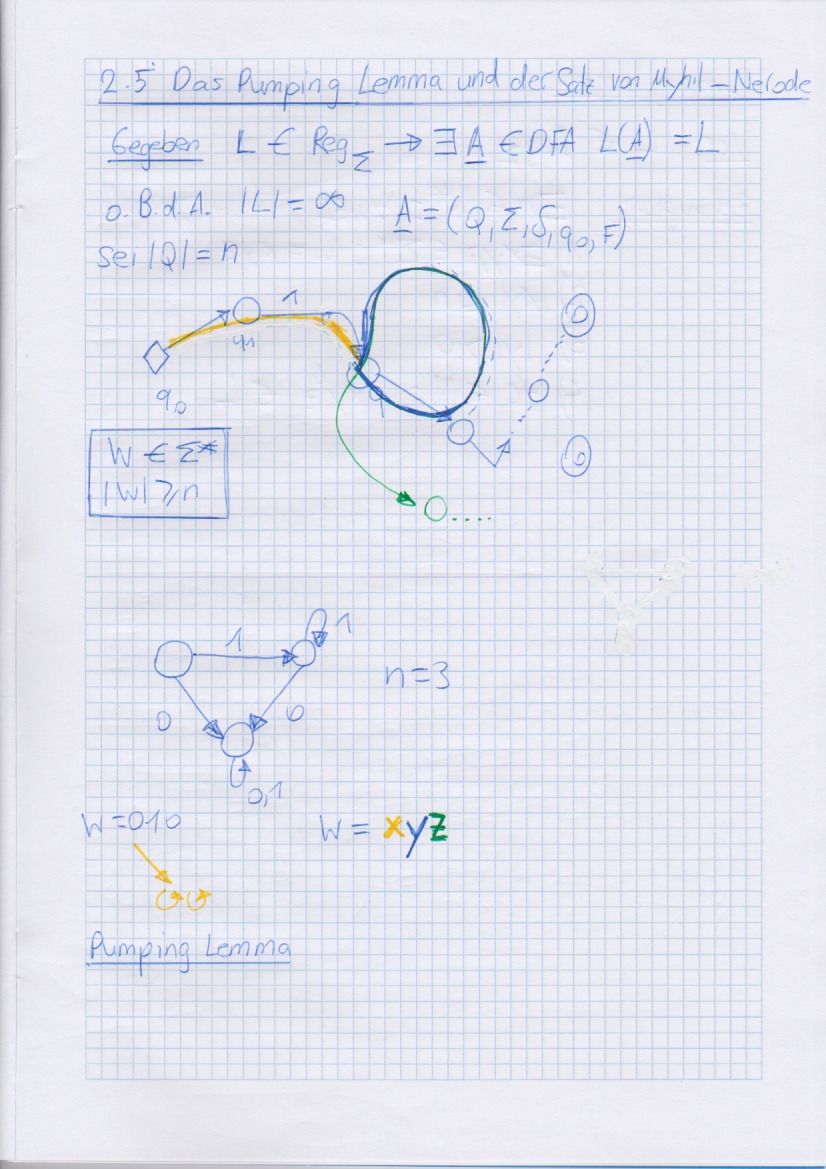 2.5 Das Pumping Lemma und der Satz von Myhil - Nerode
Gegeben L ∈ Reg_Σ → ∃ A ∈ DFA L(A) = L
o.B.d.A. |L| = ∞ A = (Q, Σ, δ, q0, F)
sei |Q| = n
1
q1
q0
q
W ∈ Σ*
|W| ⩾ n
1
1
n=3
0
0
0,1
W = 010
W = xyz
Pumping Lemma